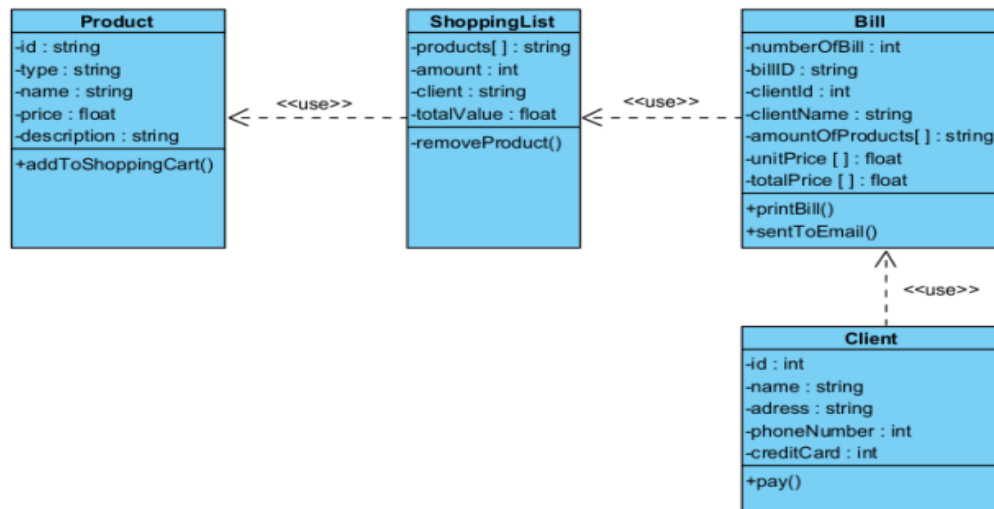 Product
-id : string
-type : string
-name : string
-price : float
-description : string
+addToShoppingCart()
<<use>>
ShoppingList
-products[ ] : string
-amount : int
-client : string
-totalValue : float
-removeProduct()
<<use>>
Bill
-numberOfBill : int
-billID : string
-clientId : int
-clientName : string
-amountOfProducts[ ] : string
-unitPrice [ ] : float
-totalPrice [ ] : float
+printBill()
+sentToEmail()
<<use>>
Client
-id : int
-name : string
-adress : string
-phoneNumber : int
-creditCard : int
+pay()